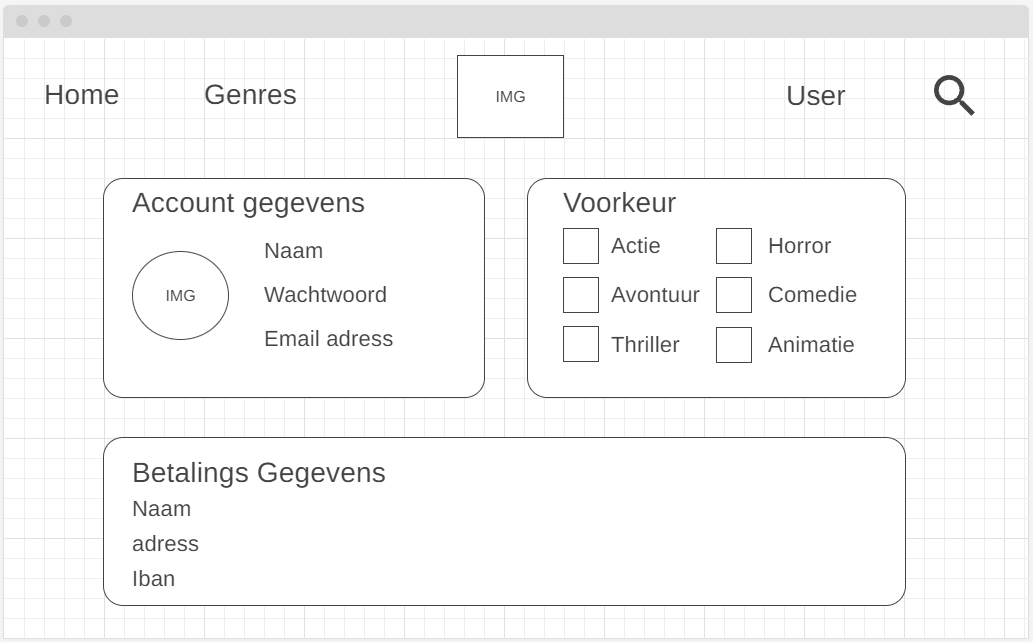 Home Genres IMG User
Account gegevens
IMG
Naam
Wachtwoord
Email adress
Voorkeur
Actie Horror
Avontuur Comedie
Thriller Animatie
Betalings Gegevens
Naam
adress
Iban